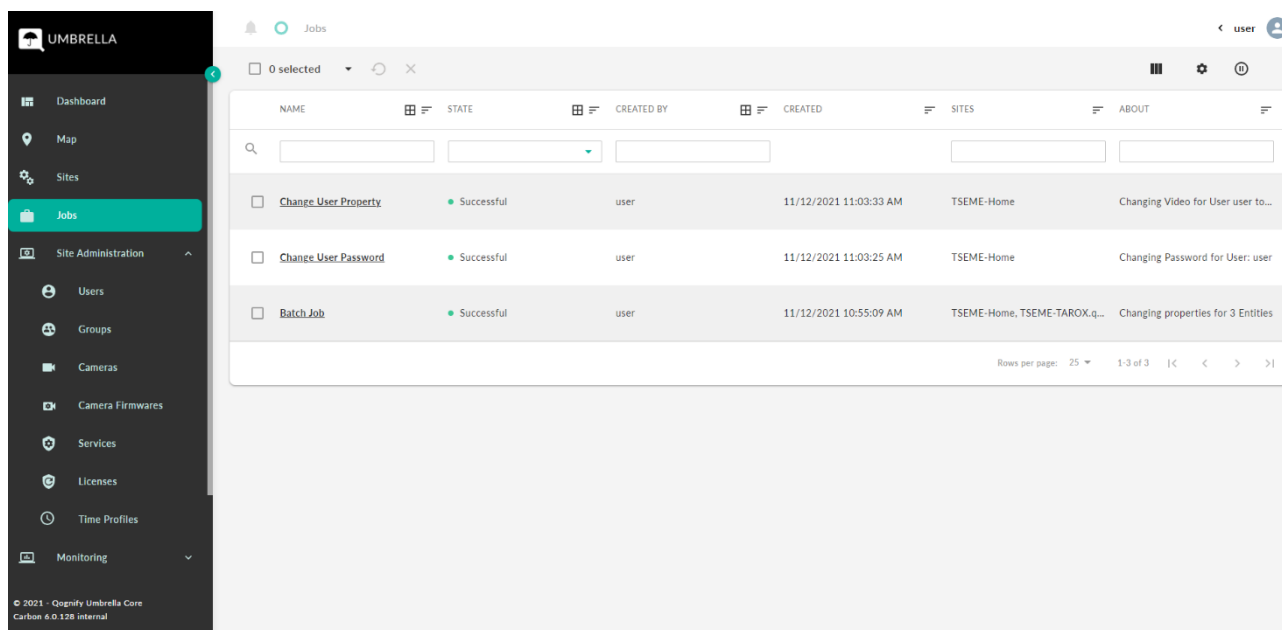 UMBRELLA
Jobs
user
0 selected
Dashboard
Map
Sites
Jobs
Site Administration
Users
Groups
Cameras
Camera Firmwares
Services
Licenses
Time Profiles
Monitoring
© 2021 - Qognify Umbrella Core
Carbon 6.0.128 internal
NAME STATE CREATED BY CREATED SITES ABOUT
Change User Property Successful user 11/12/2021 11:03:33 AM TSEME-Home Changing Video for User user to...
Change User Password Successful user 11/12/2021 11:03:25 AM TSEME-Home Changing Password for User: user
Batch Job Successful user 11/12/2021 10:55:09 AM TSEME-Home, TSEME-TAROX.q... Changing properties for 3 Entities
Rows per page: 25 1-3 of 3